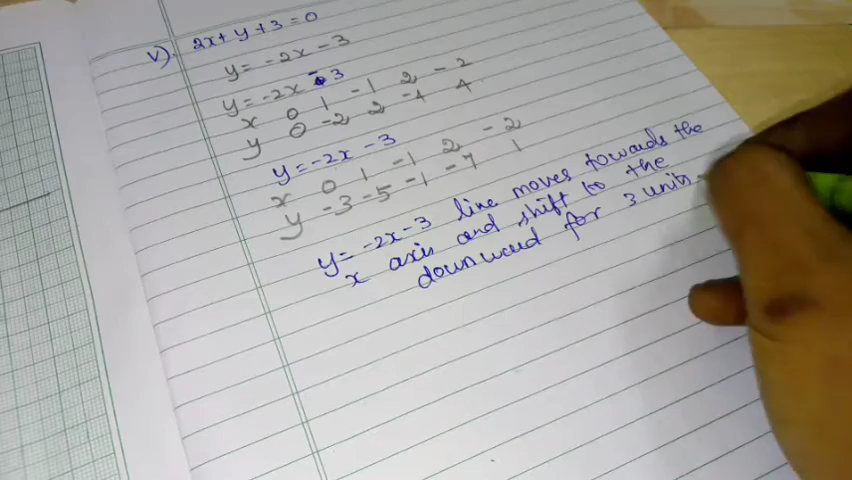 v). 2x+y+3=0
y= -2x-3
y= -2x-3
x 0 1 -1 2 -2
y 0 -2 2 -4 4
y= -2x-3
x 0 1 -1 2 -2
y -3 -5 -1 -7 1
y= -2x-3 line moves towards the
x axis and shift to the
downward for 3 units